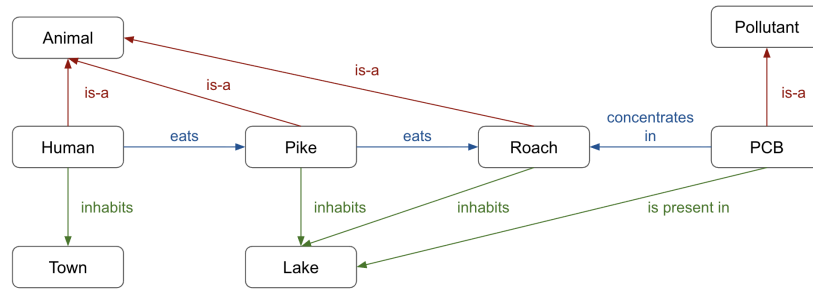 Animal
Pollutant
is-a
is-a
is-a
is-a
concentrates
in
Human
eats
Pike
eats
Roach
PCB
inhabits
inhabits
inhabits
is present in
Town
Lake